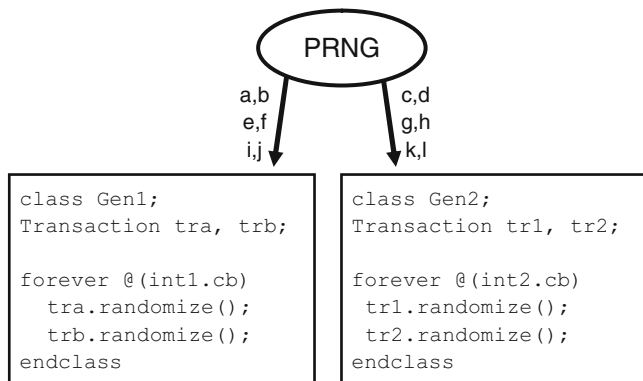 PRNG
a,b
e,f
i,j
c,d
g,h
k,l
class Gen1;
Transaction tra, trb;
forever @(int1.cb)
tra.randomize();
trb.randomize();
endclass
class Gen2;
Transaction tr1, tr2;
forever @(int2.cb)
tr1.randomize();
tr2.randomize();
endclass